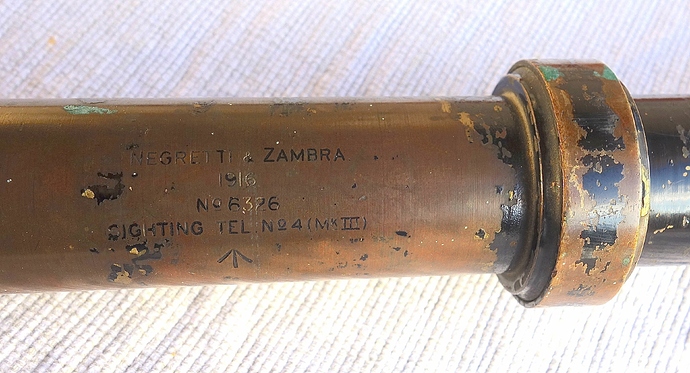 NEGRETTI & ZAMBRA
1916
No 6326
SIGHTING TEL. No 4 (MK III)